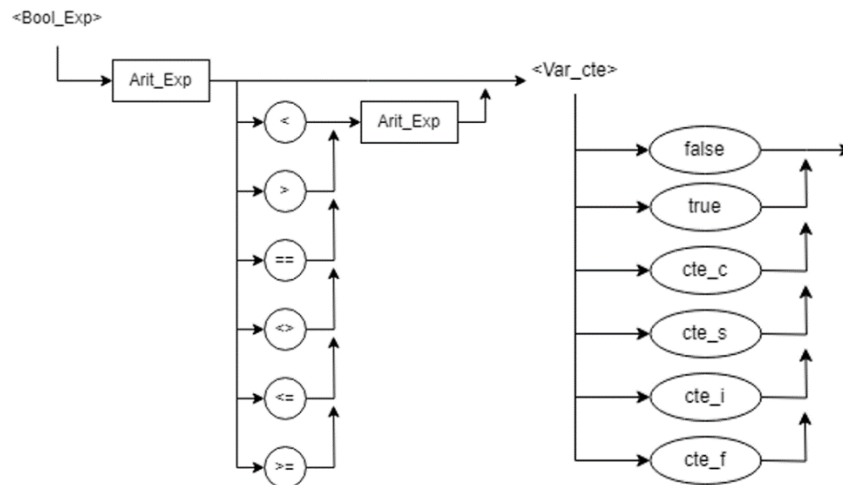 <Bool_Exp>
Arit_Exp
<
>
==
<>
<=
>=
Arit_Exp
<Var_cte>
false
true
cte_c
cte_s
cte_i
cte_f